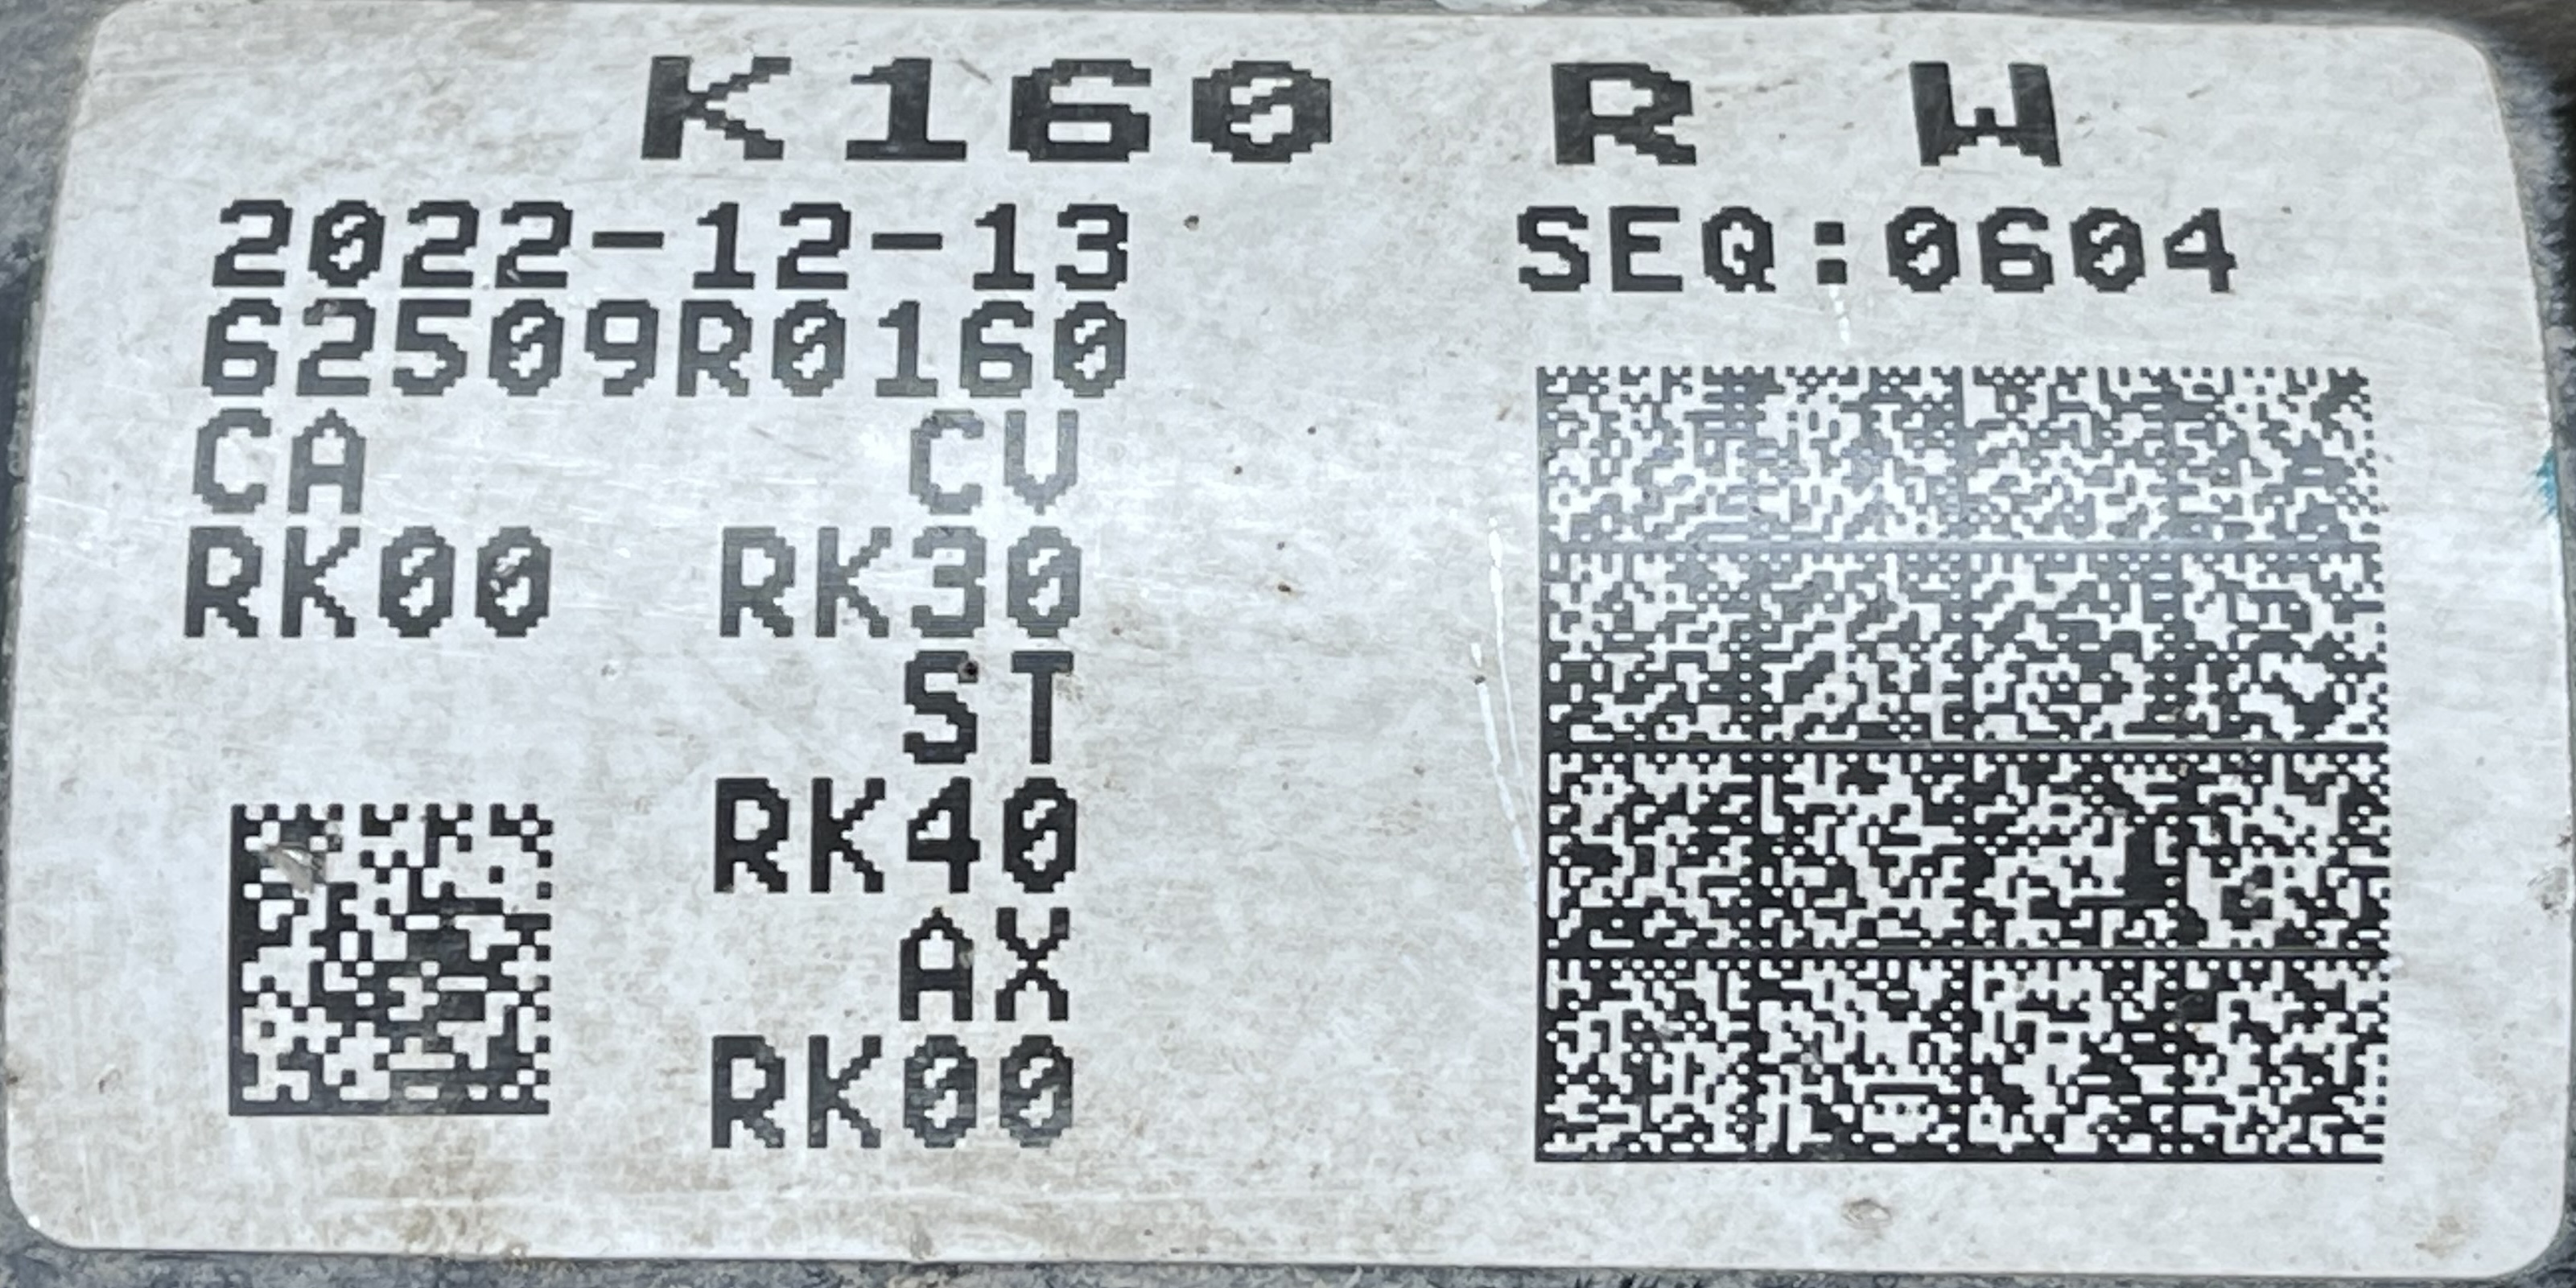 K160 R W
2022-12-13 SEQ:0604
62509R0160
CA CV
RK00 RK30
ST
RK40
AX
RK00